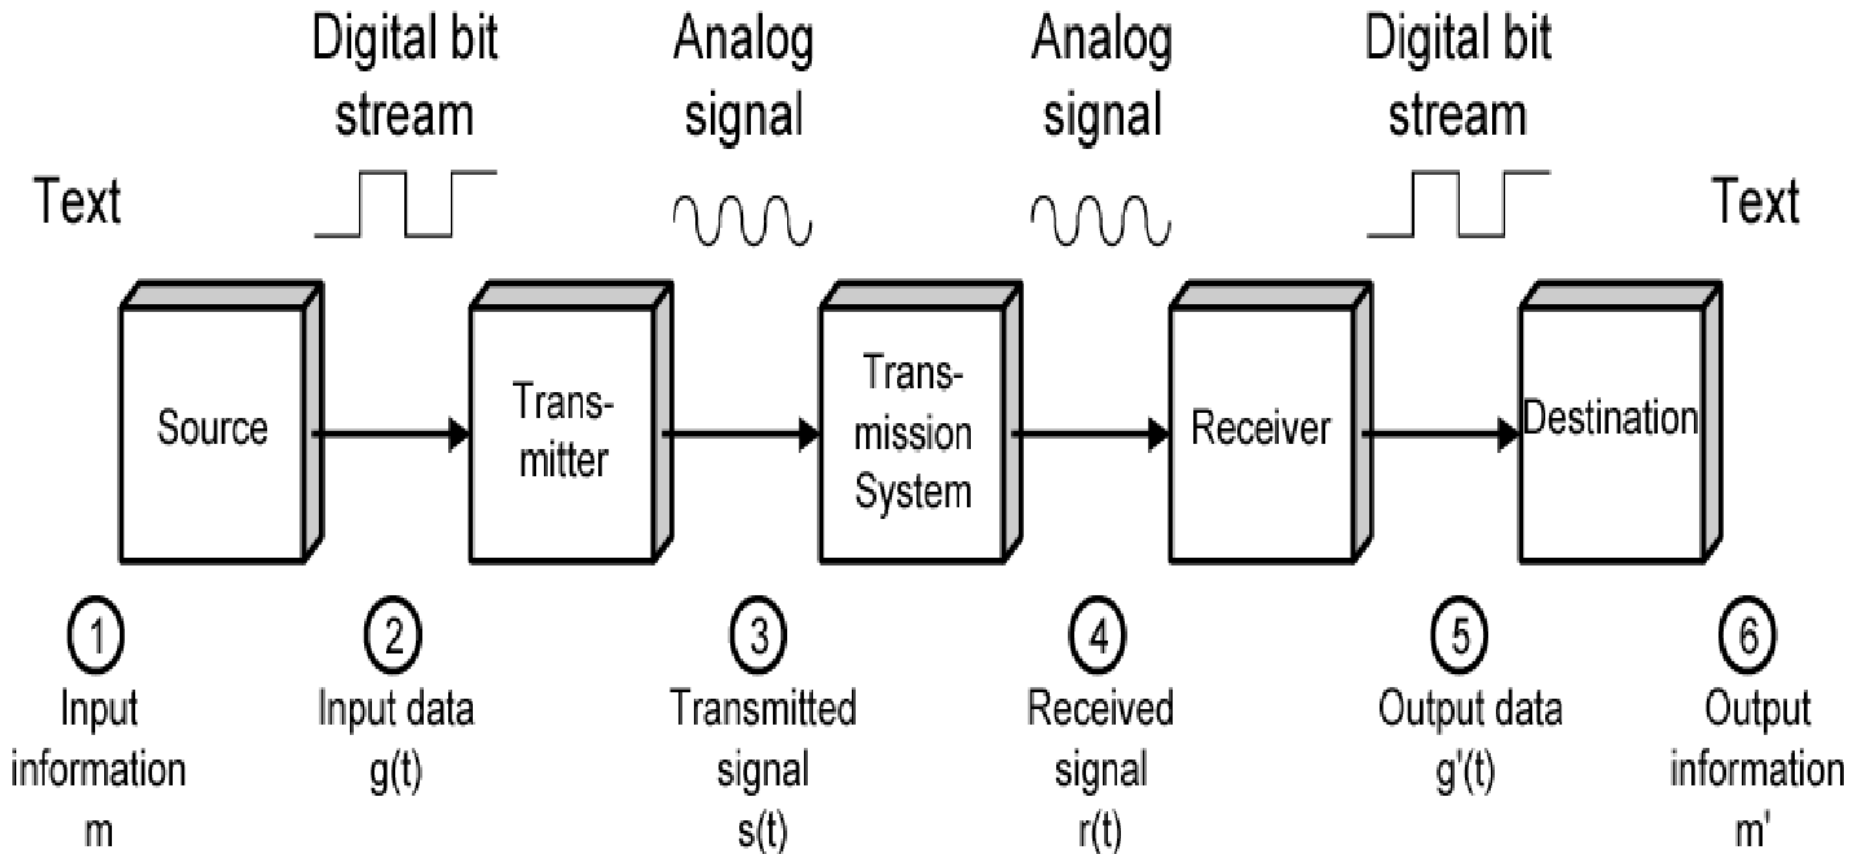 Digital bit
stream
Analog
signal
Analog
signal
Digital bit
stream
Text
Text
Source
Trans-
mitter
Trans-
mission
System
Receiver
Destination
1
Input
information
m
2
Input data
g(t)
3
Transmitted
signal
s(t)
4
Received
signal
r(t)
5
Output data
g'(t)
6
Output
information
m'